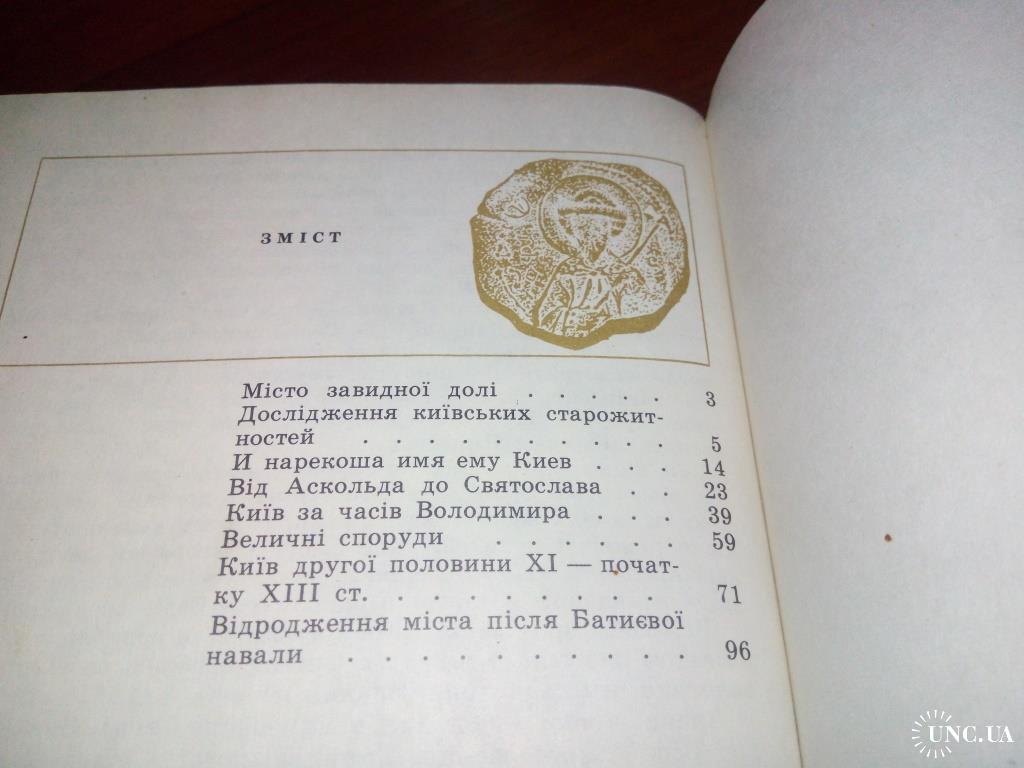 ЗМІСТ
Місто завидної долі . . . . . 3
Дослідження київських старожит-
ностей . . . . . . . . . . 5
И нарекоша имя ему Киев . . . 14
Від Аскольда до Святослава . . 23
Київ за часів Володимира . . . 39
Величні споруди . . . . . . 59
Київ другої половини XI — почат-
ку XIII ст. . . . . . . . . . 71
Відродження міста після Батиєвої
навали . . . . . . . . . . 96
UNC.UA